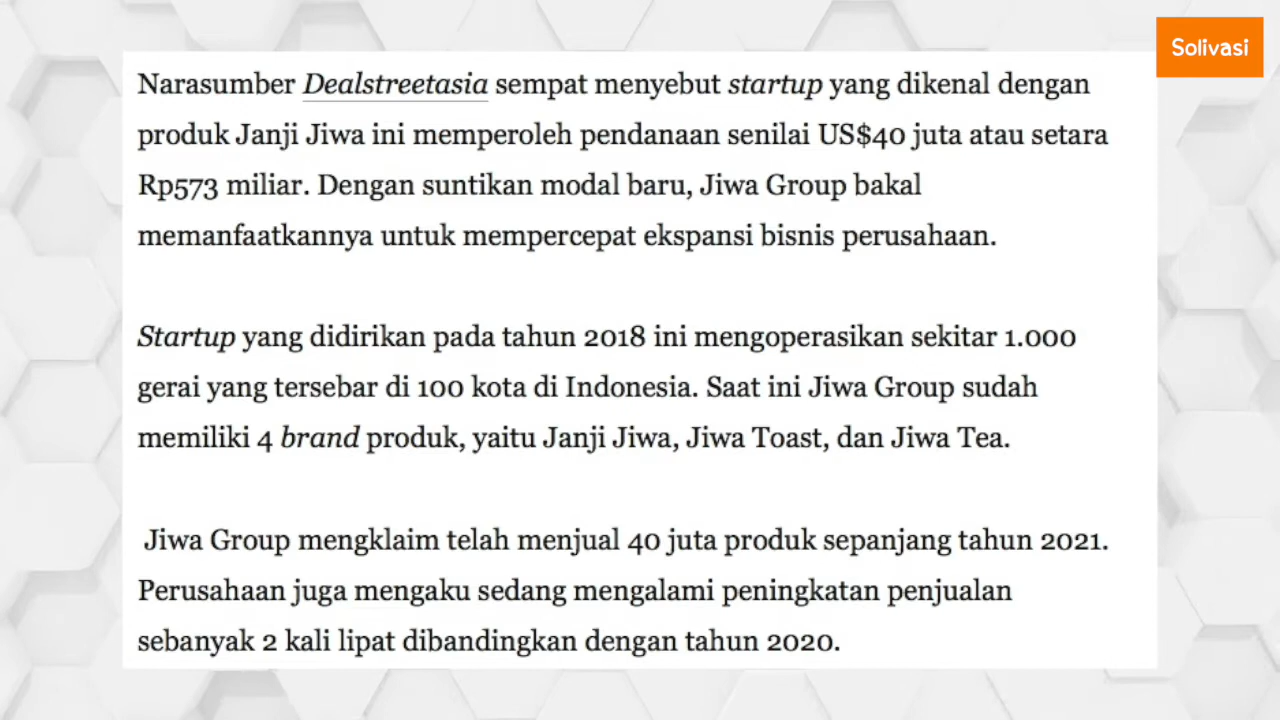 Solivasi
Narasumber Dealstreetasia sempat menyebut startup yang dikenal dengan
produk Janji Jiwa ini memperoleh pendanaan senilai US$40 juta atau setara
Rp573 miliar. Dengan suntikan modal baru, Jiwa Group bakal
memanfaatkannya untuk mempercepat ekspansi bisnis perusahaan.
Startup yang didirikan pada tahun 2018 ini mengoperasikan sekitar 1.000
gerai yang tersebar di 100 kota di Indonesia. Saat ini Jiwa Group sudah
memiliki 4 brand produk, yaitu Janji Jiwa, Jiwa Toast, dan Jiwa Tea.
Jiwa Group mengklaim telah menjual 40 juta produk sepanjang tahun 2021.
Perusahaan juga mengaku sedang mengalami peningkatan penjualan
sebanyak 2 kali lipat dibandingkan dengan tahun 2020.